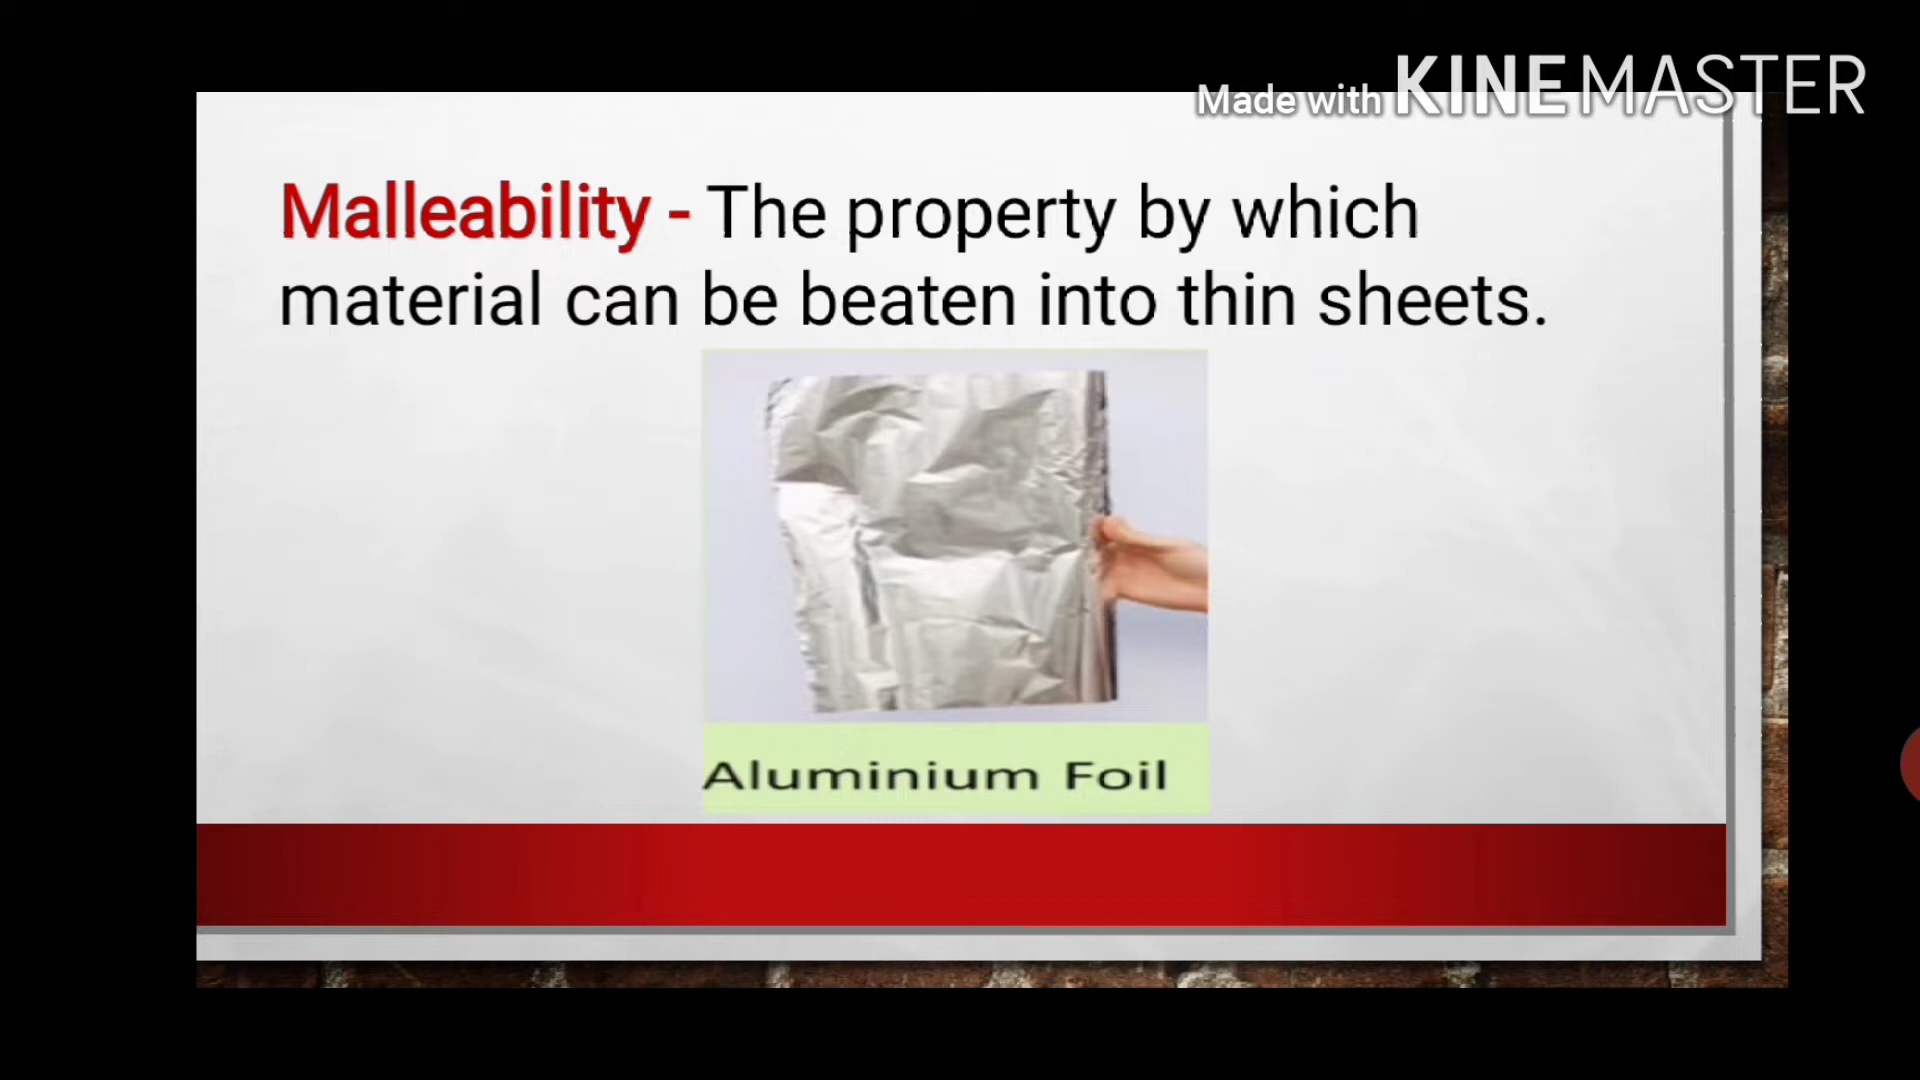 Made with KINEMASTER
Malleability - The property by which
material can be beaten into thin sheets.
Aluminium Foil